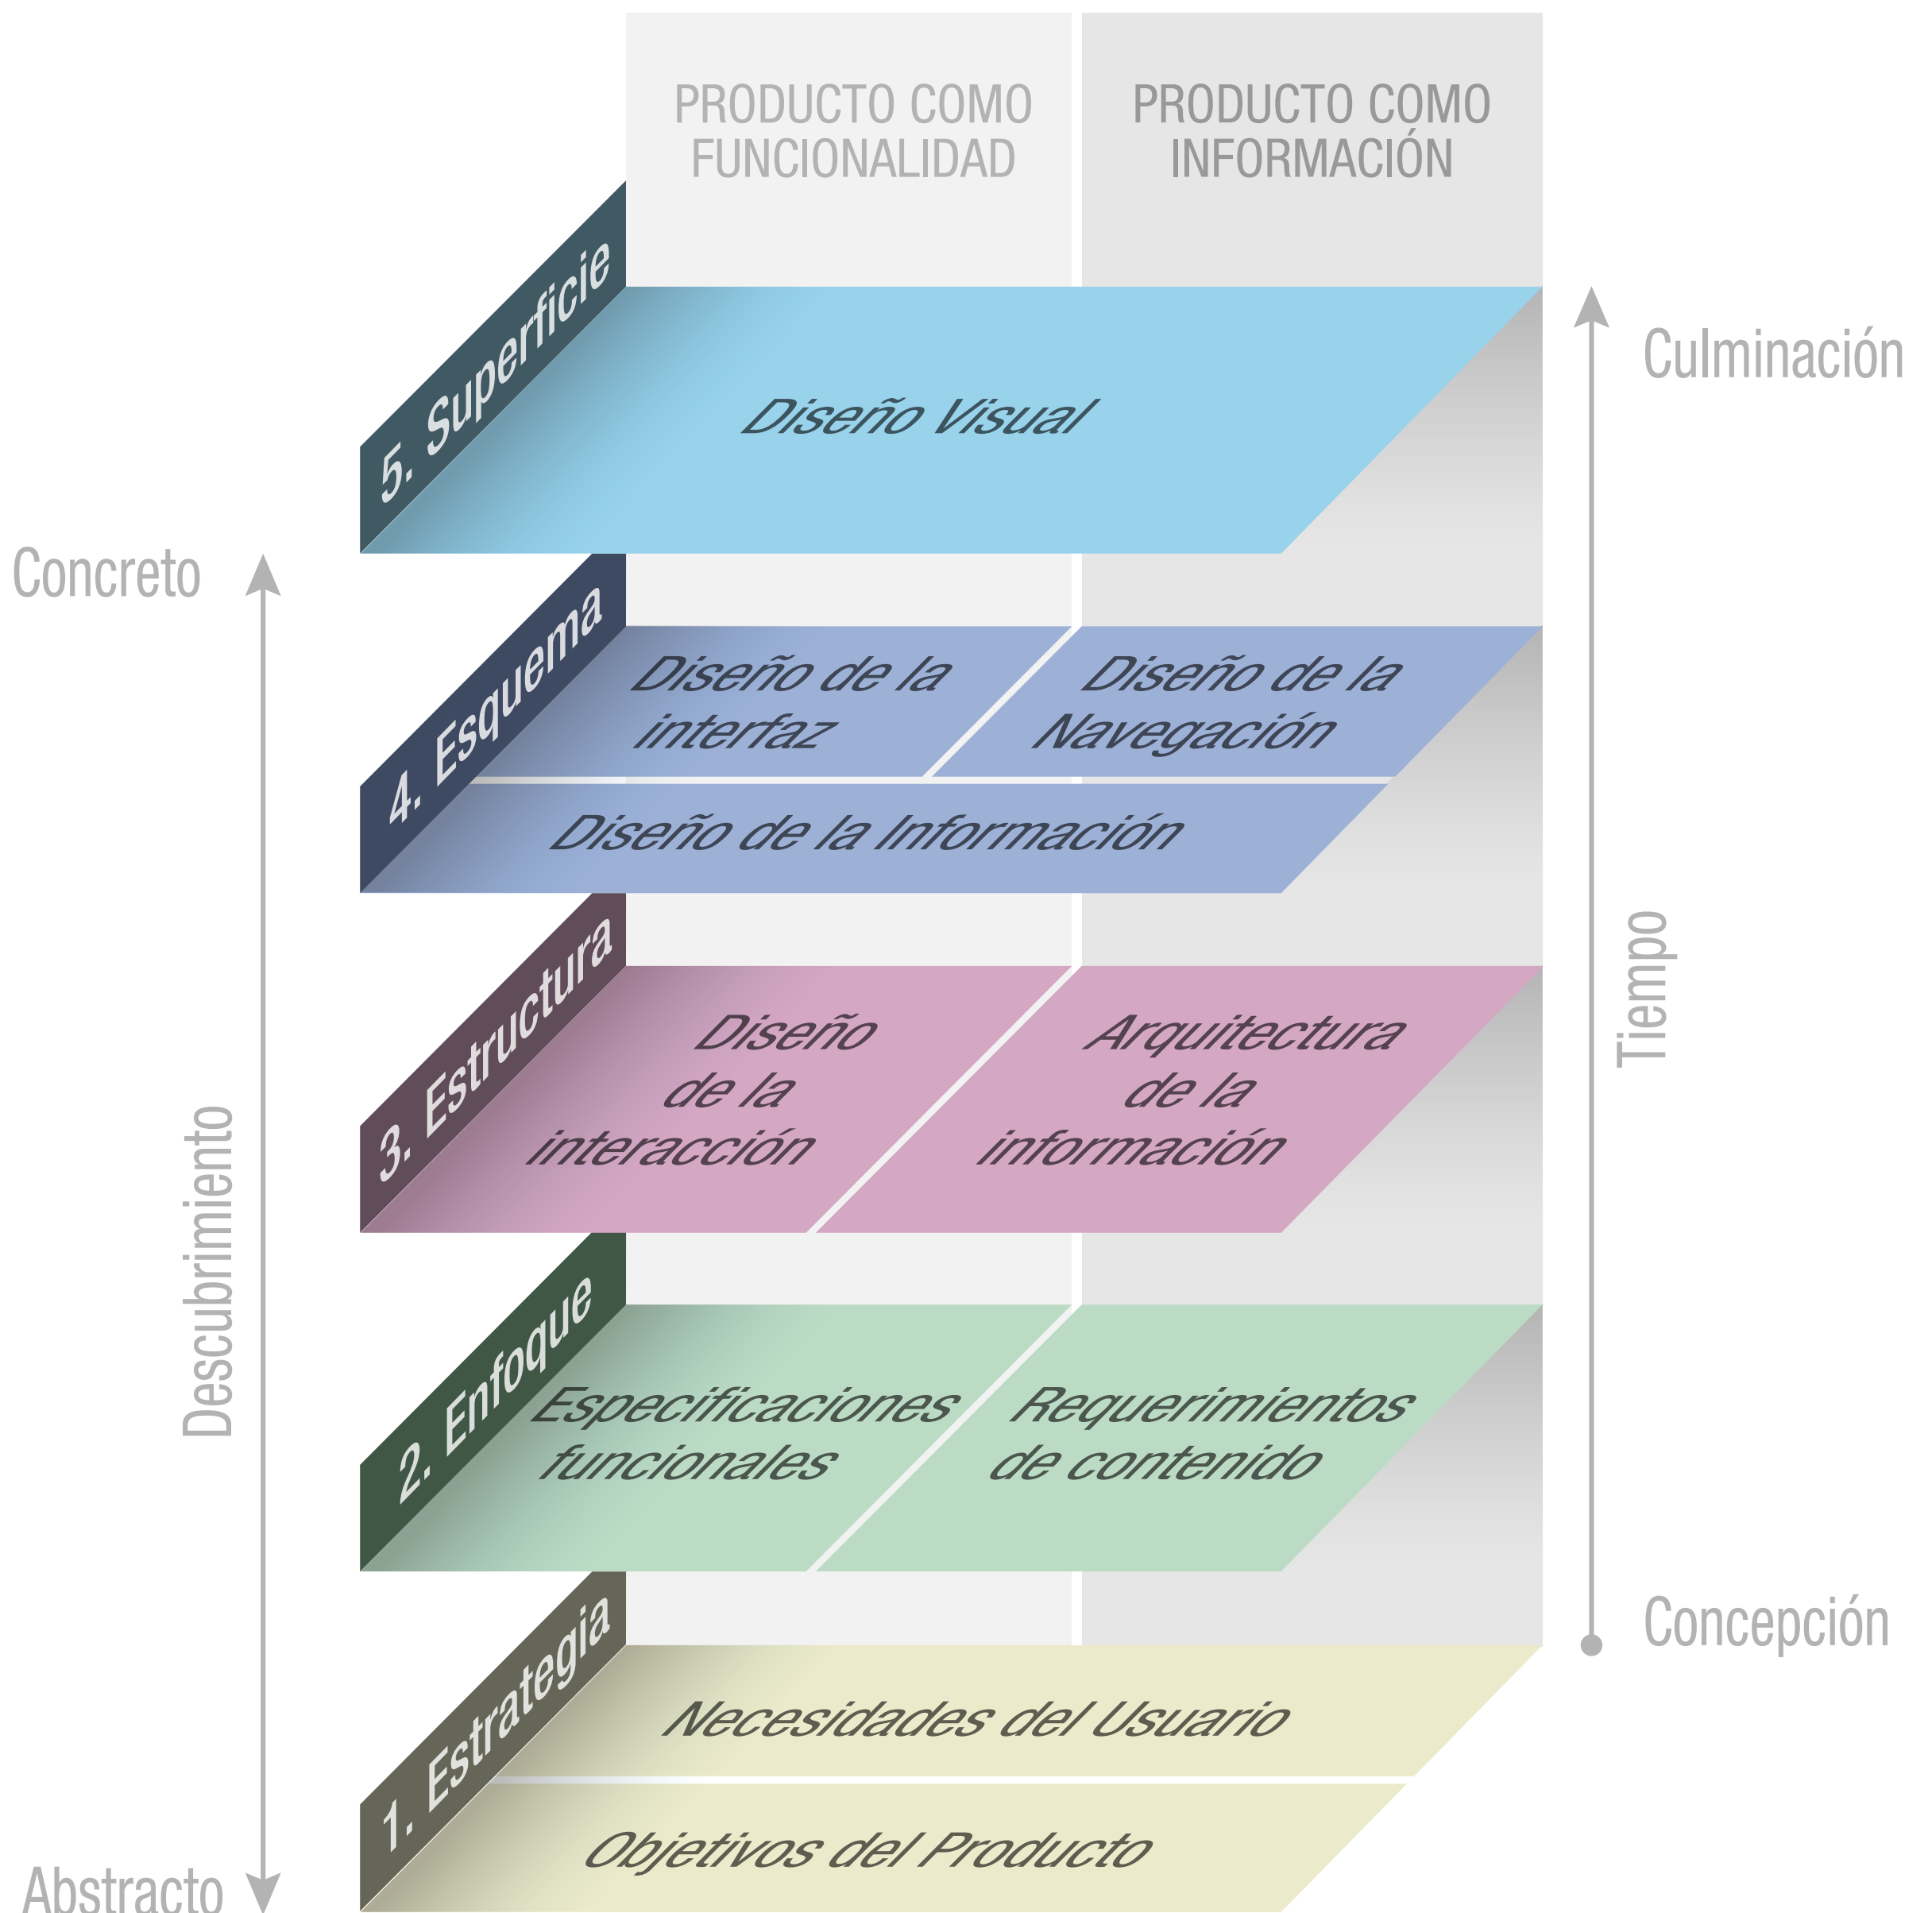 PRODUCTO COMO
FUNCIONALIDAD
PRODUCTO COMO
INFORMACIÓN
5. Superficie
Diseño Visual
Culminación
Concreto
4. Esquema
Diseño de la
interfaz
Diseño de la
Navegación
Diseño de la Información
3. Estructura
Diseño
de la
interacción
Arquitectura
de la
información
Tiempo
Descubrimiento
2. Enfoque
Especificaciones
funcionales
Requerimientos
de contenido
Concepción
1. Estrategia
Necesidades del Usuario
Objetivos del Producto
Abstracto